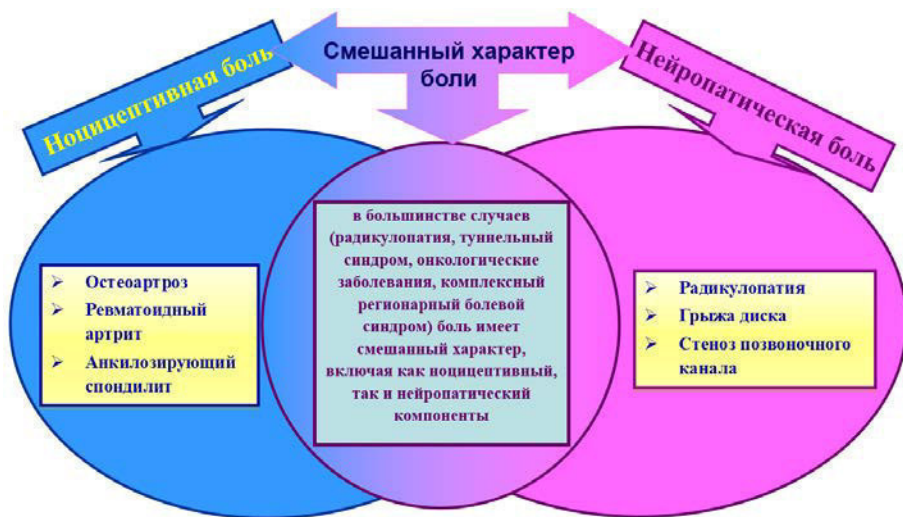 Смешанный характер
боли
Ноцицептивная боль
Нейропатическая боль
➢ Остеоартроз
➢ Ревматоидный
артрит
➢ Анкилозирующий
спондилит
в большинстве случаев
(радикулопатия, туннельный
синдром, онкологические
заболевания, комплексный
регионарный болевой
синдром) боль имеет
смешанный характер,
включая как ноцицептивный,
так и нейропатический
компоненты
➢ Радикулопатия
➢ Грыжа диска
➢ Стеноз позвоночного
канала